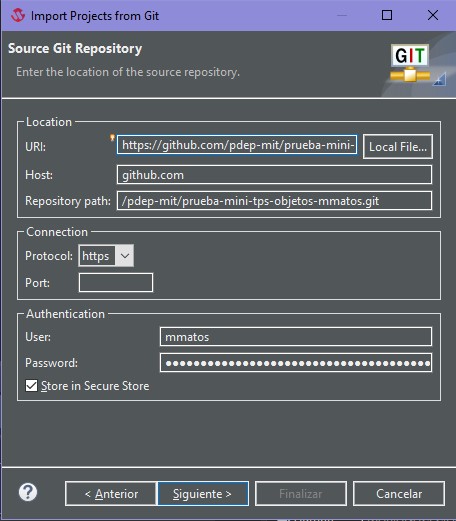 Import Projects from Git
Source Git Repository
Enter the location of the source repository.
GIT
Location
URI: https://github.com/pdep-mit/prueba-mini- Local File...
Host: github.com
Repository path: /pdep-mit/prueba-mini-tps-objetos-mmatos.git
Connection
Protocol: https
Port:
Authentication
User: mmatos
Password: ●●●●●●●●●●●●●●●●●●●●●●●●●●●●●●●●●●●●●●●●
Store in Secure Store
? < Anterior Siguiente > Finalizar Cancelar